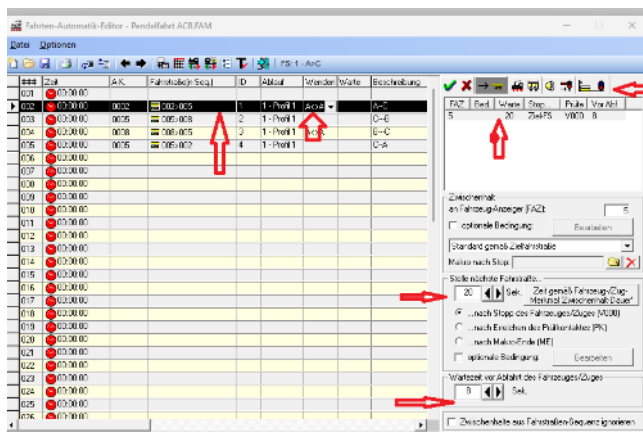 Fahrten-Automatik-Editor - Pendelfahrt ACB.FAM
Datei Optionen
FS: 1 - A>C
### Zeit A.K. Fahrstraße(n-Seq.) ID Ablauf Wenden Warte Beschreibung
001 00:00:00
002 00:00:00 0002 002>005 1 1 - Profil 1 A<>A A-C
003 00:00:00 0005 005>008 2 1 - Profil 1 C-B
004 00:00:00 0008 008>005 3 1 - Profil 1 A<>A B-C
005 00:00:00 0005 005>002 4 1 - Profil 1 C-A
006 00:00:00
007 00:00:00
008 00:00:00
009 00:00:00
010 00:00:00
011 00:00:00
012 00:00:00
013 00:00:00
014 00:00:00
015 00:00:00
016 00:00:00
017 00:00:00
018 00:00:00
019 00:00:00
020 00:00:00
021 00:00:00
022 00:00:00
023 00:00:00
024 00:00:00
025 00:00:00
026 00:00:00
FAZ Bed. Warte Stop... Prüfe Vor Abf.
5 20 Ziel-FS V000 8
Zwischenhalt
an Fahrzeug-Anzeiger (FAZ): 5
optionale Bedingung: Bearbeiten
Standard gemäß Zielfahrstraße
Makro nach Stop:
Stelle nächste Fahrstraße...
20 Sek. Zeit gemäß Fahrzeug-/Zug-
Merkmal 'Zwischenhalt-Dauer'
...nach Stopp des Fahrzeuges/Zuges (V000)
...nach Erreichen des Prüfkontaktes (PK)
...nach Makro-Ende (ME)
optionale Bedingung: Bearbeiten
Wartezeit vor Abfahrt des Fahrzeuges/Zuges
8 Sek.
Zwischenhalte aus Fahrstraßen-Sequenz ignorieren